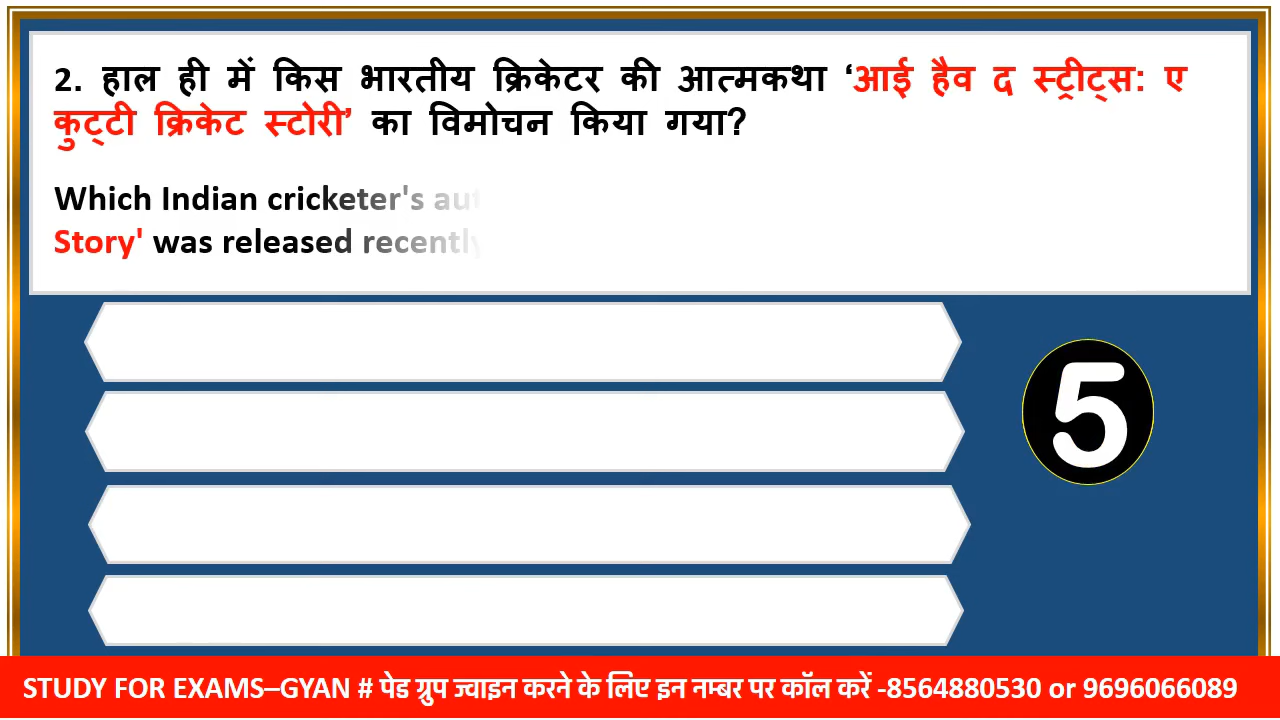 2. हाल ही में किस भारतीय क्रिकेटर की आत्मकथा ‘आई हैव द स्ट्रीट्स: ए
कुट्टी क्रिकेट स्टोरी’ का विमोचन किया गया?
Which Indian cricketer's
Story' was released recently
5
STUDY FOR EXAMS–GYAN # पेड ग्रुप ज्वाइन करने के लिए इन नम्बर पर कॉल करें -8564880530 or 9696066089